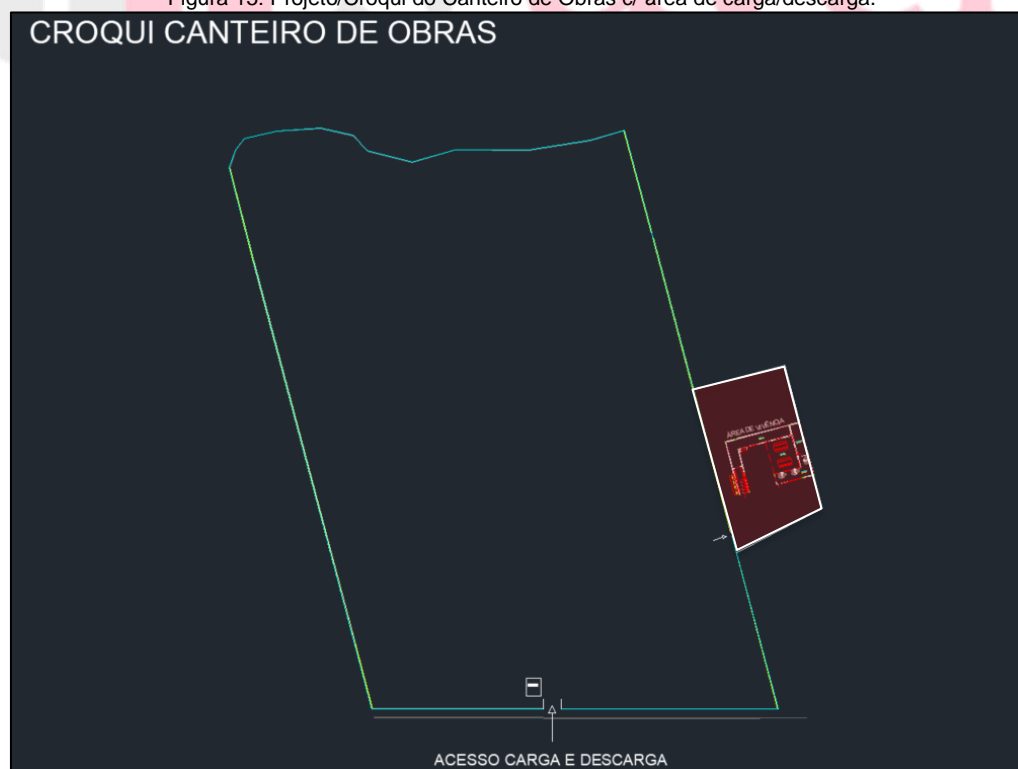 Figura 15. Projeto/Croqui do Canteiro de Obras c/ área de carga/descarga.
CROQUI CANTEIRO DE OBRAS
ÁREA DE VIVÊNCIA
ACESSO CARGA E DESCARGA